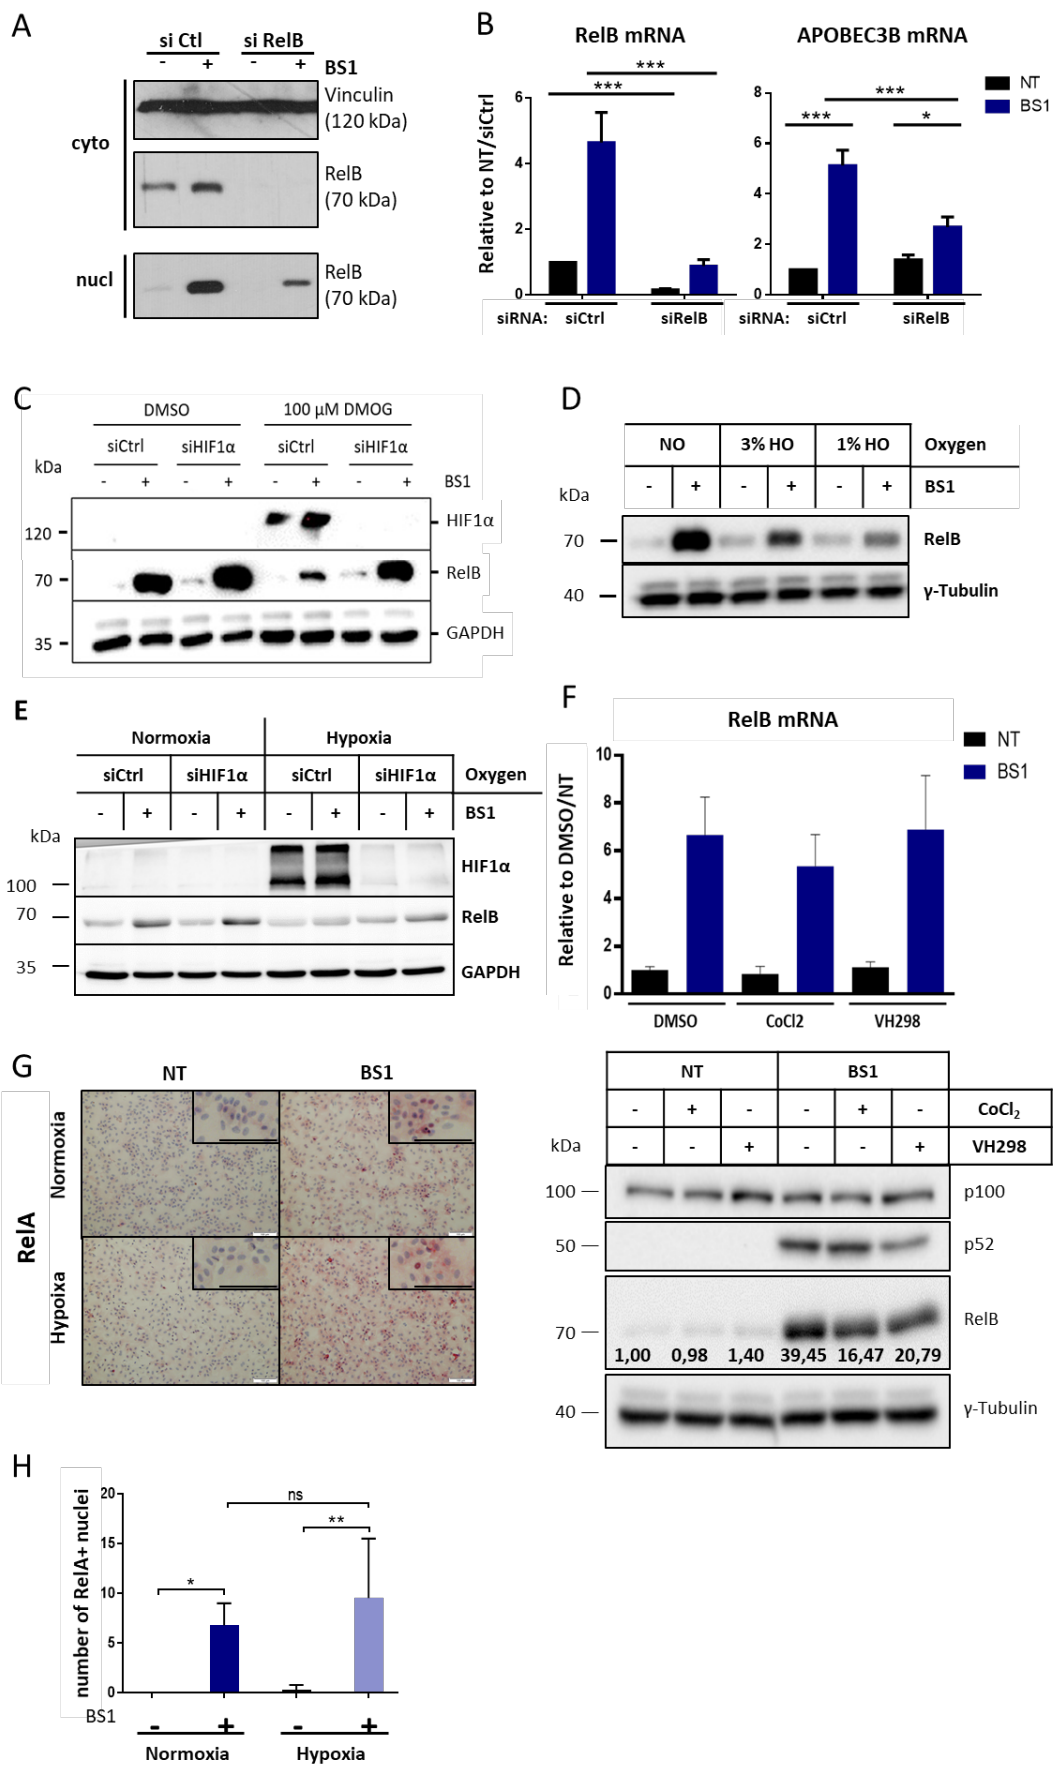 A
si Ctl si RelB
- + - + BS1
cyto
Vinculin
(120 kDa)
RelB
(70 kDa)
nucl
RelB
(70 kDa)
B
RelB mRNA
APOBEC3B mRNA
NT
BS1
Relative to NT/siCtrl
6
4
2
0
***
***
siRNA: siCtrl siRelB
8
6
4
2
0
***
***
*
siRNA: siCtrl siRelB
C
DMSO 100 µM DMOG
siCtrl siHIF1α siCtrl siHIF1α
kDa
- + - + - + - + BS1
120
HIF1α
70
RelB
35
GAPDH
D
NO 3% HO 1% HO Oxygen
- + - + - + BS1
kDa
70
RelB
40
γ-Tubulin
E
Normoxia Hypoxia
siCtrl siHIF1α siCtrl siHIF1α Oxygen
- + - + - + - + BS1
kDa
100
HIF1α
70
RelB
35
GAPDH
F
RelB mRNA
NT
BS1
Relative to DMSO/NT
10
8
6
4
2
0
DMSO CoCl2 VH298
NT BS1
- + - - + - CoCl2
- - + - - + VH298
kDa
100
p100
50
p52
70
RelB
1,00 0,98 1,40 39,45 16,47 20,79
40
γ-Tubulin
G
NT BS1
RelA
Normoxia
Hypoixa
H
number of RelA+ nuclei
20
15
10
5
0
ns
**
*
BS1 - + - +
Normoxia Hypoxia